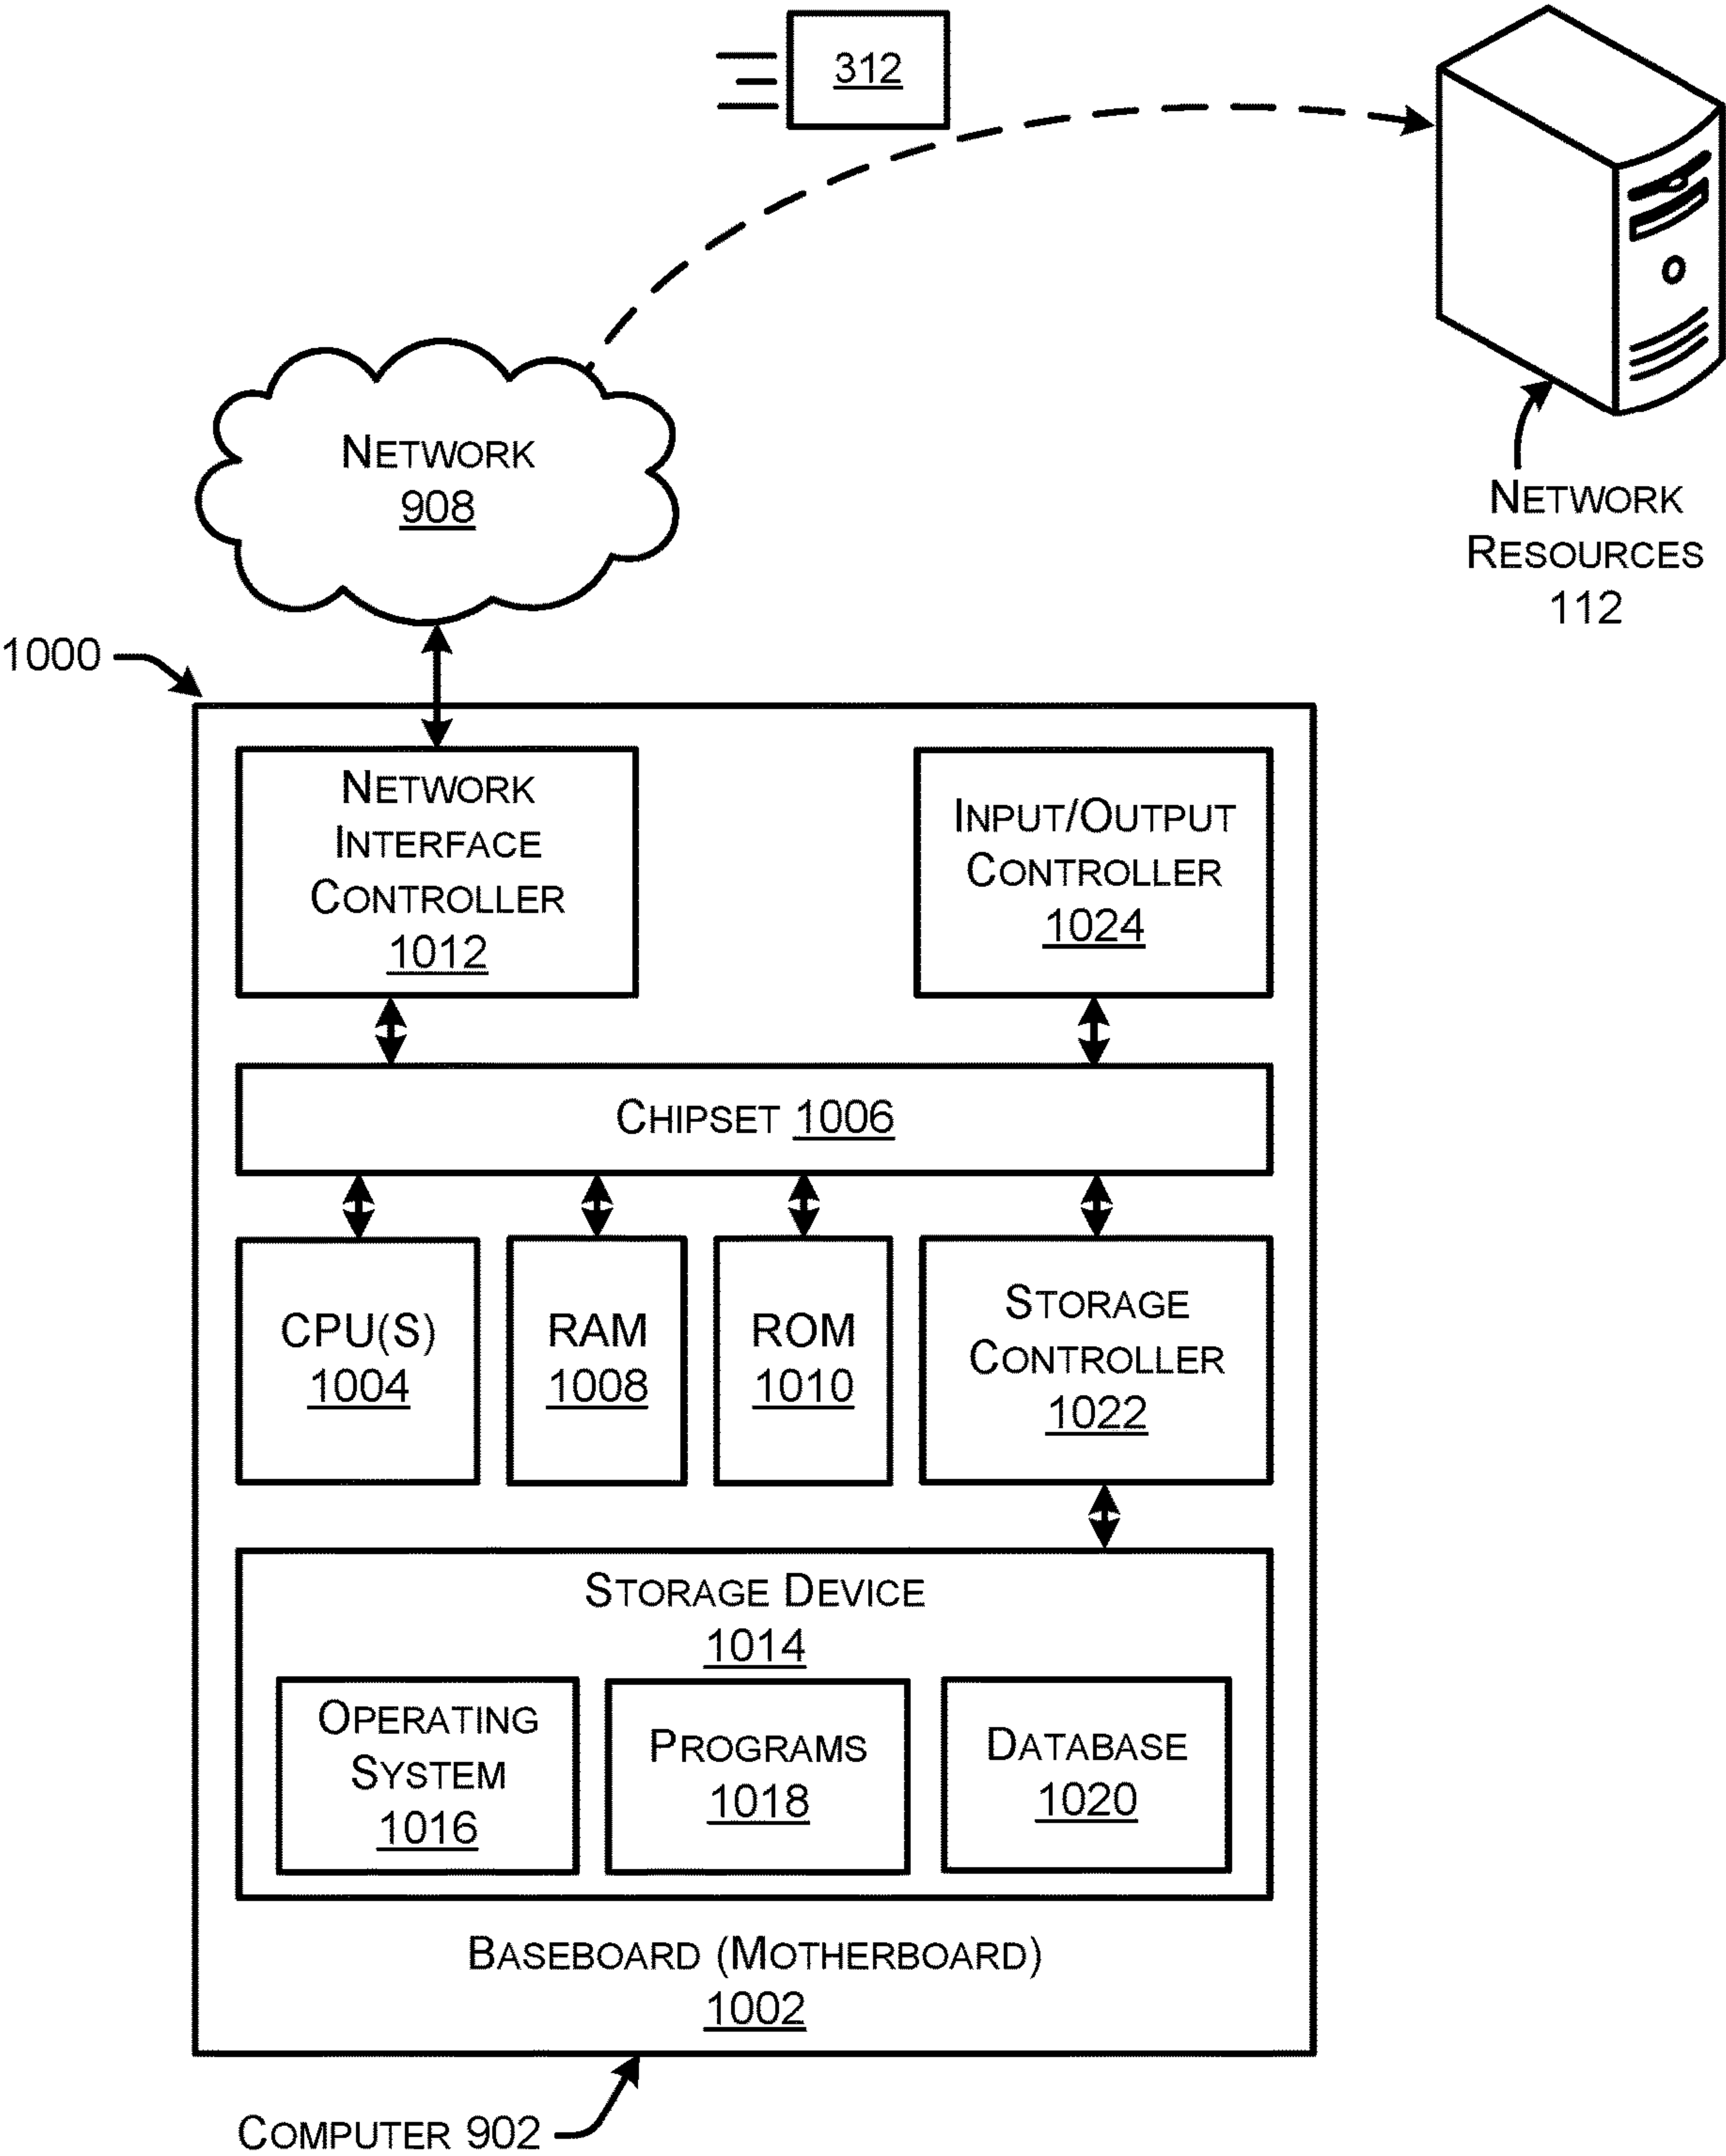 312
NETWORK
908
NETWORK
RESOURCES
112
1000
NETWORK
INTERFACE
CONTROLLER
1012
INPUT/OUTPUT
CONTROLLER
1024
CHIPSET 1006
CPU(S)
1004
RAM
1008
ROM
1010
STORAGE
CONTROLLER
1022
STORAGE DEVICE
1014
OPERATING
SYSTEM
1016
PROGRAMS
1018
DATABASE
1020
BASEBOARD (MOTHERBOARD)
1002
COMPUTER 902